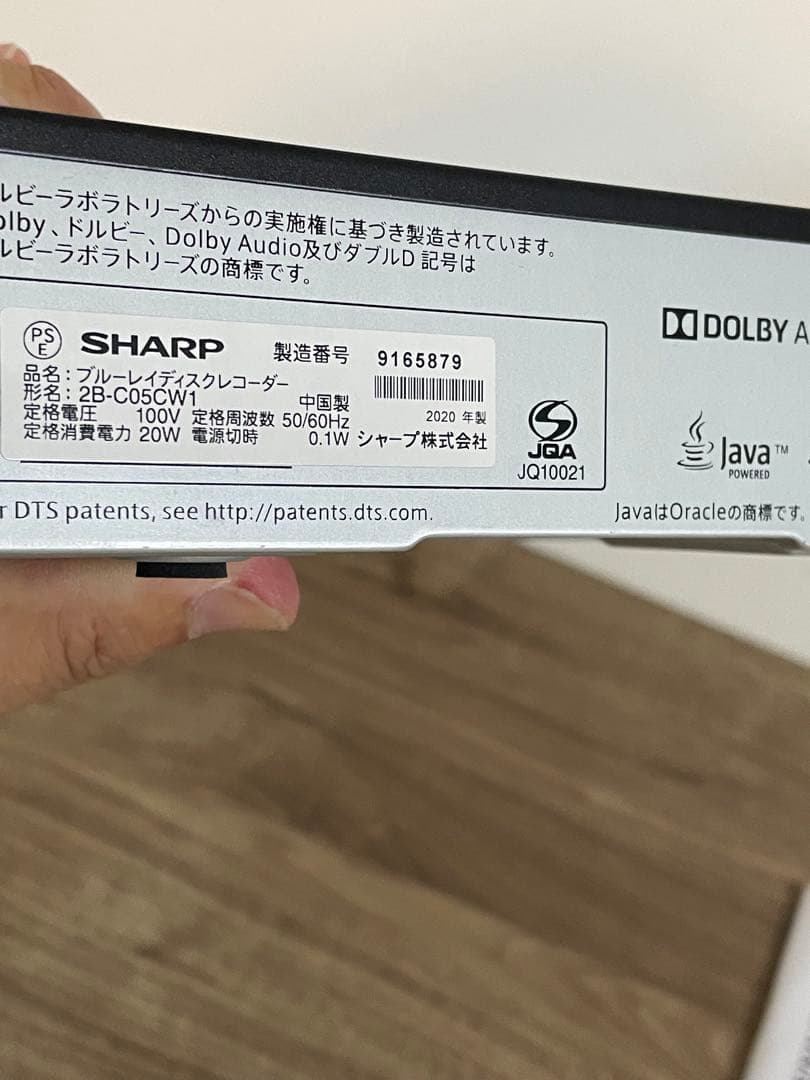 ルビーラボラトリーズからの実施権に基づき製造されています。
olby、ドルビー、Dolby Audio及びダブルD 記号は
ルビーラボラトリーズの商標です。
DOLBY A
PS
E
SHARP
製造番号 9165879
品名：ブルーレイディスクレコーダー
形名：2B-C05CW1 中国製
2020 年製
定格電圧 100V 定格周波数 50/60Hz
定格消費電力 20W 電源切時 0.1W シャープ株式会社
JQA
JQ10021
Java™
POWERED
r DTS patents, see http://patents.dts.com.
JavaはOracleの商標です。